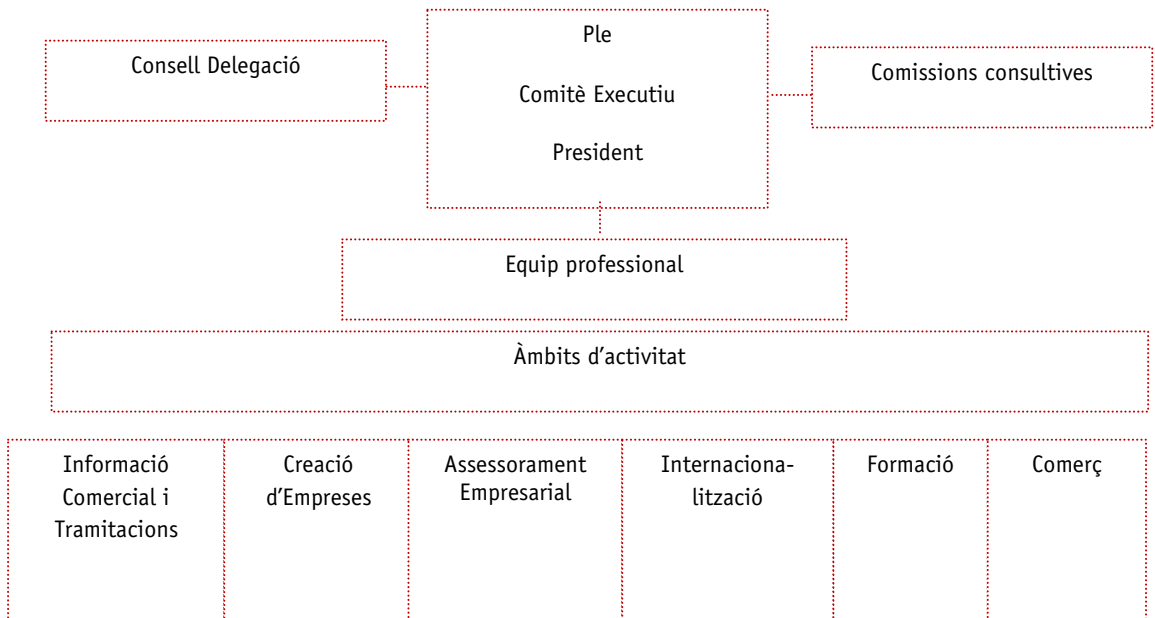 Ple
Consell Delegació
Comissions consultives
Comitè Executiu
President
Equip professional
Àmbits d’activitat
Informació
Comercial i
Tramitacions
Creació
d’Empreses
Assessorament
Empresarial
Internaciona-
lització
Formació
Comerç